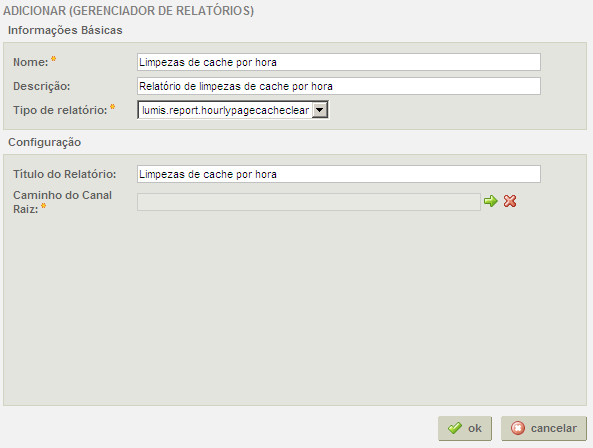 ADICIONAR (GERENCIADOR DE RELATÓRIOS)
Informações Básicas
Nome: * Limpezas de cache por hora
Descrição: Relatório de limpezas de cache por hora
Tipo de relatório: * lumis.report.hourlypagecacheclear
Configuração
Título do Relatório: Limpezas de cache por hora
Caminho do Canal
Raiz: *
ok cancelar